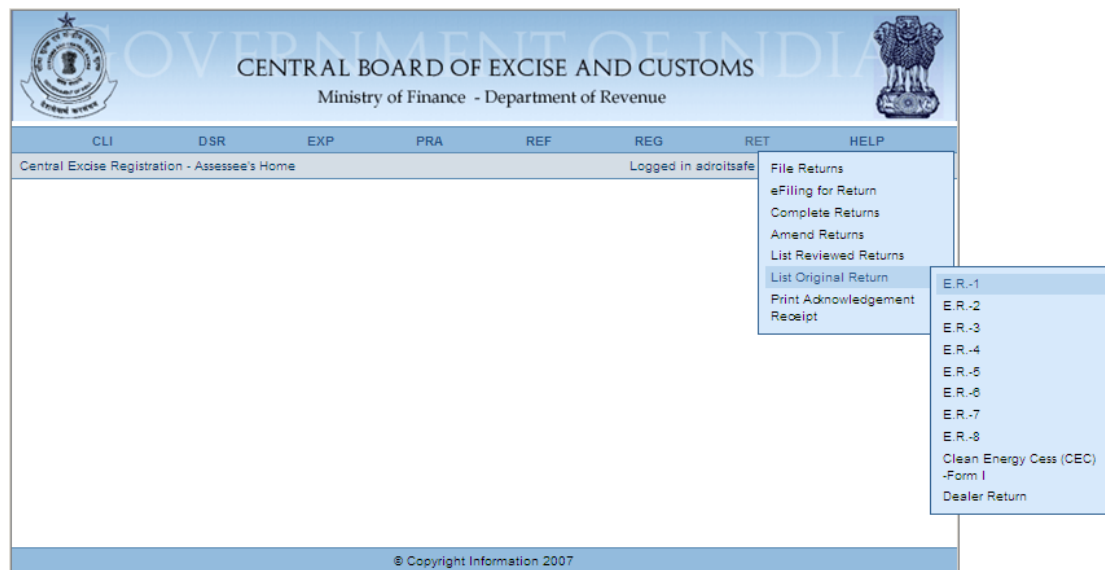 GOVERNMENT OF INDIA
CENTRAL BOARD OF EXCISE AND CUSTOMS
Ministry of Finance - Department of Revenue
CLI DSR EXP PRA REF REG RET HELP
Central Excise Registration - Assessee's Home Logged in adroitsafe
File Returns
eFiling for Return
Complete Returns
Amend Returns
List Reviewed Returns
List Original Return
Print Acknowledgement
Receipt
E.R.-1
E.R.-2
E.R.-3
E.R.-4
E.R.-5
E.R.-6
E.R.-7
E.R.-8
Clean Energy Cess (CEC)
-Form I
Dealer Return
© Copyright Information 2007